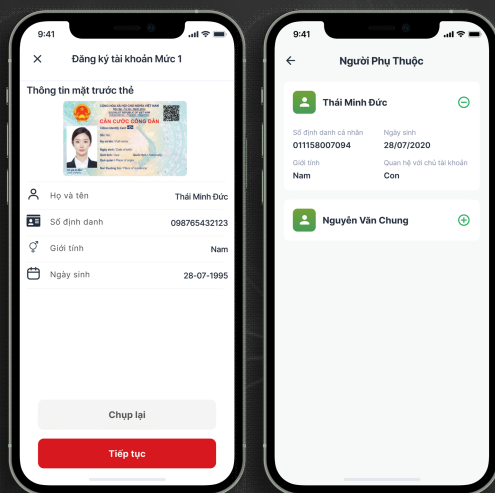 9:41
Đăng ký tài khoản Mức 1
Thông tin mặt trước thẻ
CĂN CƯỚC CÔNG DÂN
Họ và tên
Thái Minh Đức
Số định danh
098765432123
Giới tính
Nam
Ngày sinh
28-07-1995
Chụp lại
Tiếp tục
9:41
Người Phụ Thuộc
Thái Minh Đức
Số định danh cá nhân
Ngày sinh
011158007094
28/07/2020
Giới tính
Quan hệ với chủ tài khoản
Nam
Con
Nguyễn Văn Chung